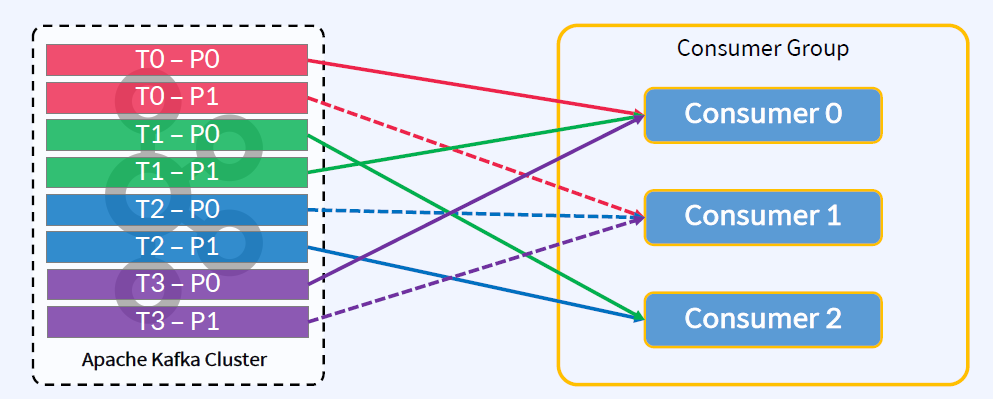 T0 – P0
T0 – P1
T1 – P0
T1 – P1
T2 – P0
T2 – P1
T3 – P0
T3 – P1
Apache Kafka Cluster
Consumer Group
Consumer 0
Consumer 1
Consumer 2